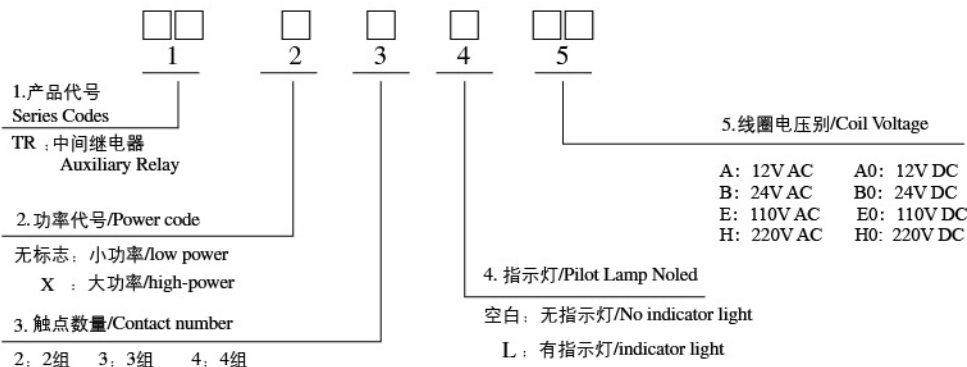 1 2 3 4 5
1.产品代号
Series Codes
TR:中间继电器
Auxiliary Relay
2.功率代号/Power code
无标志:小功率/low power
X :大功率/high-power
3.触点数量/Contact number
2:2组 3:3组 4:4组
4.指示灯/Pilot Lamp Noled
空白:无指示灯/No indicator light
L:有指示灯/indicator light
5.线圈电压别/Coil Voltage
A: 12V AC A0: 12V DC
B: 24V AC B0: 24V DC
E: 110V AC E0: 110V DC
H: 220V AC H0: 220V DC